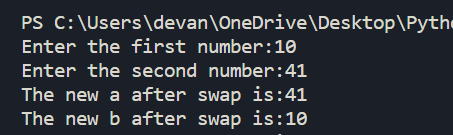 PS C:\Users\devan\OneDrive\Desktop\Pyth
Enter the first number:10
Enter the second number:41
The new a after swap is:41
The new b after swap is:10